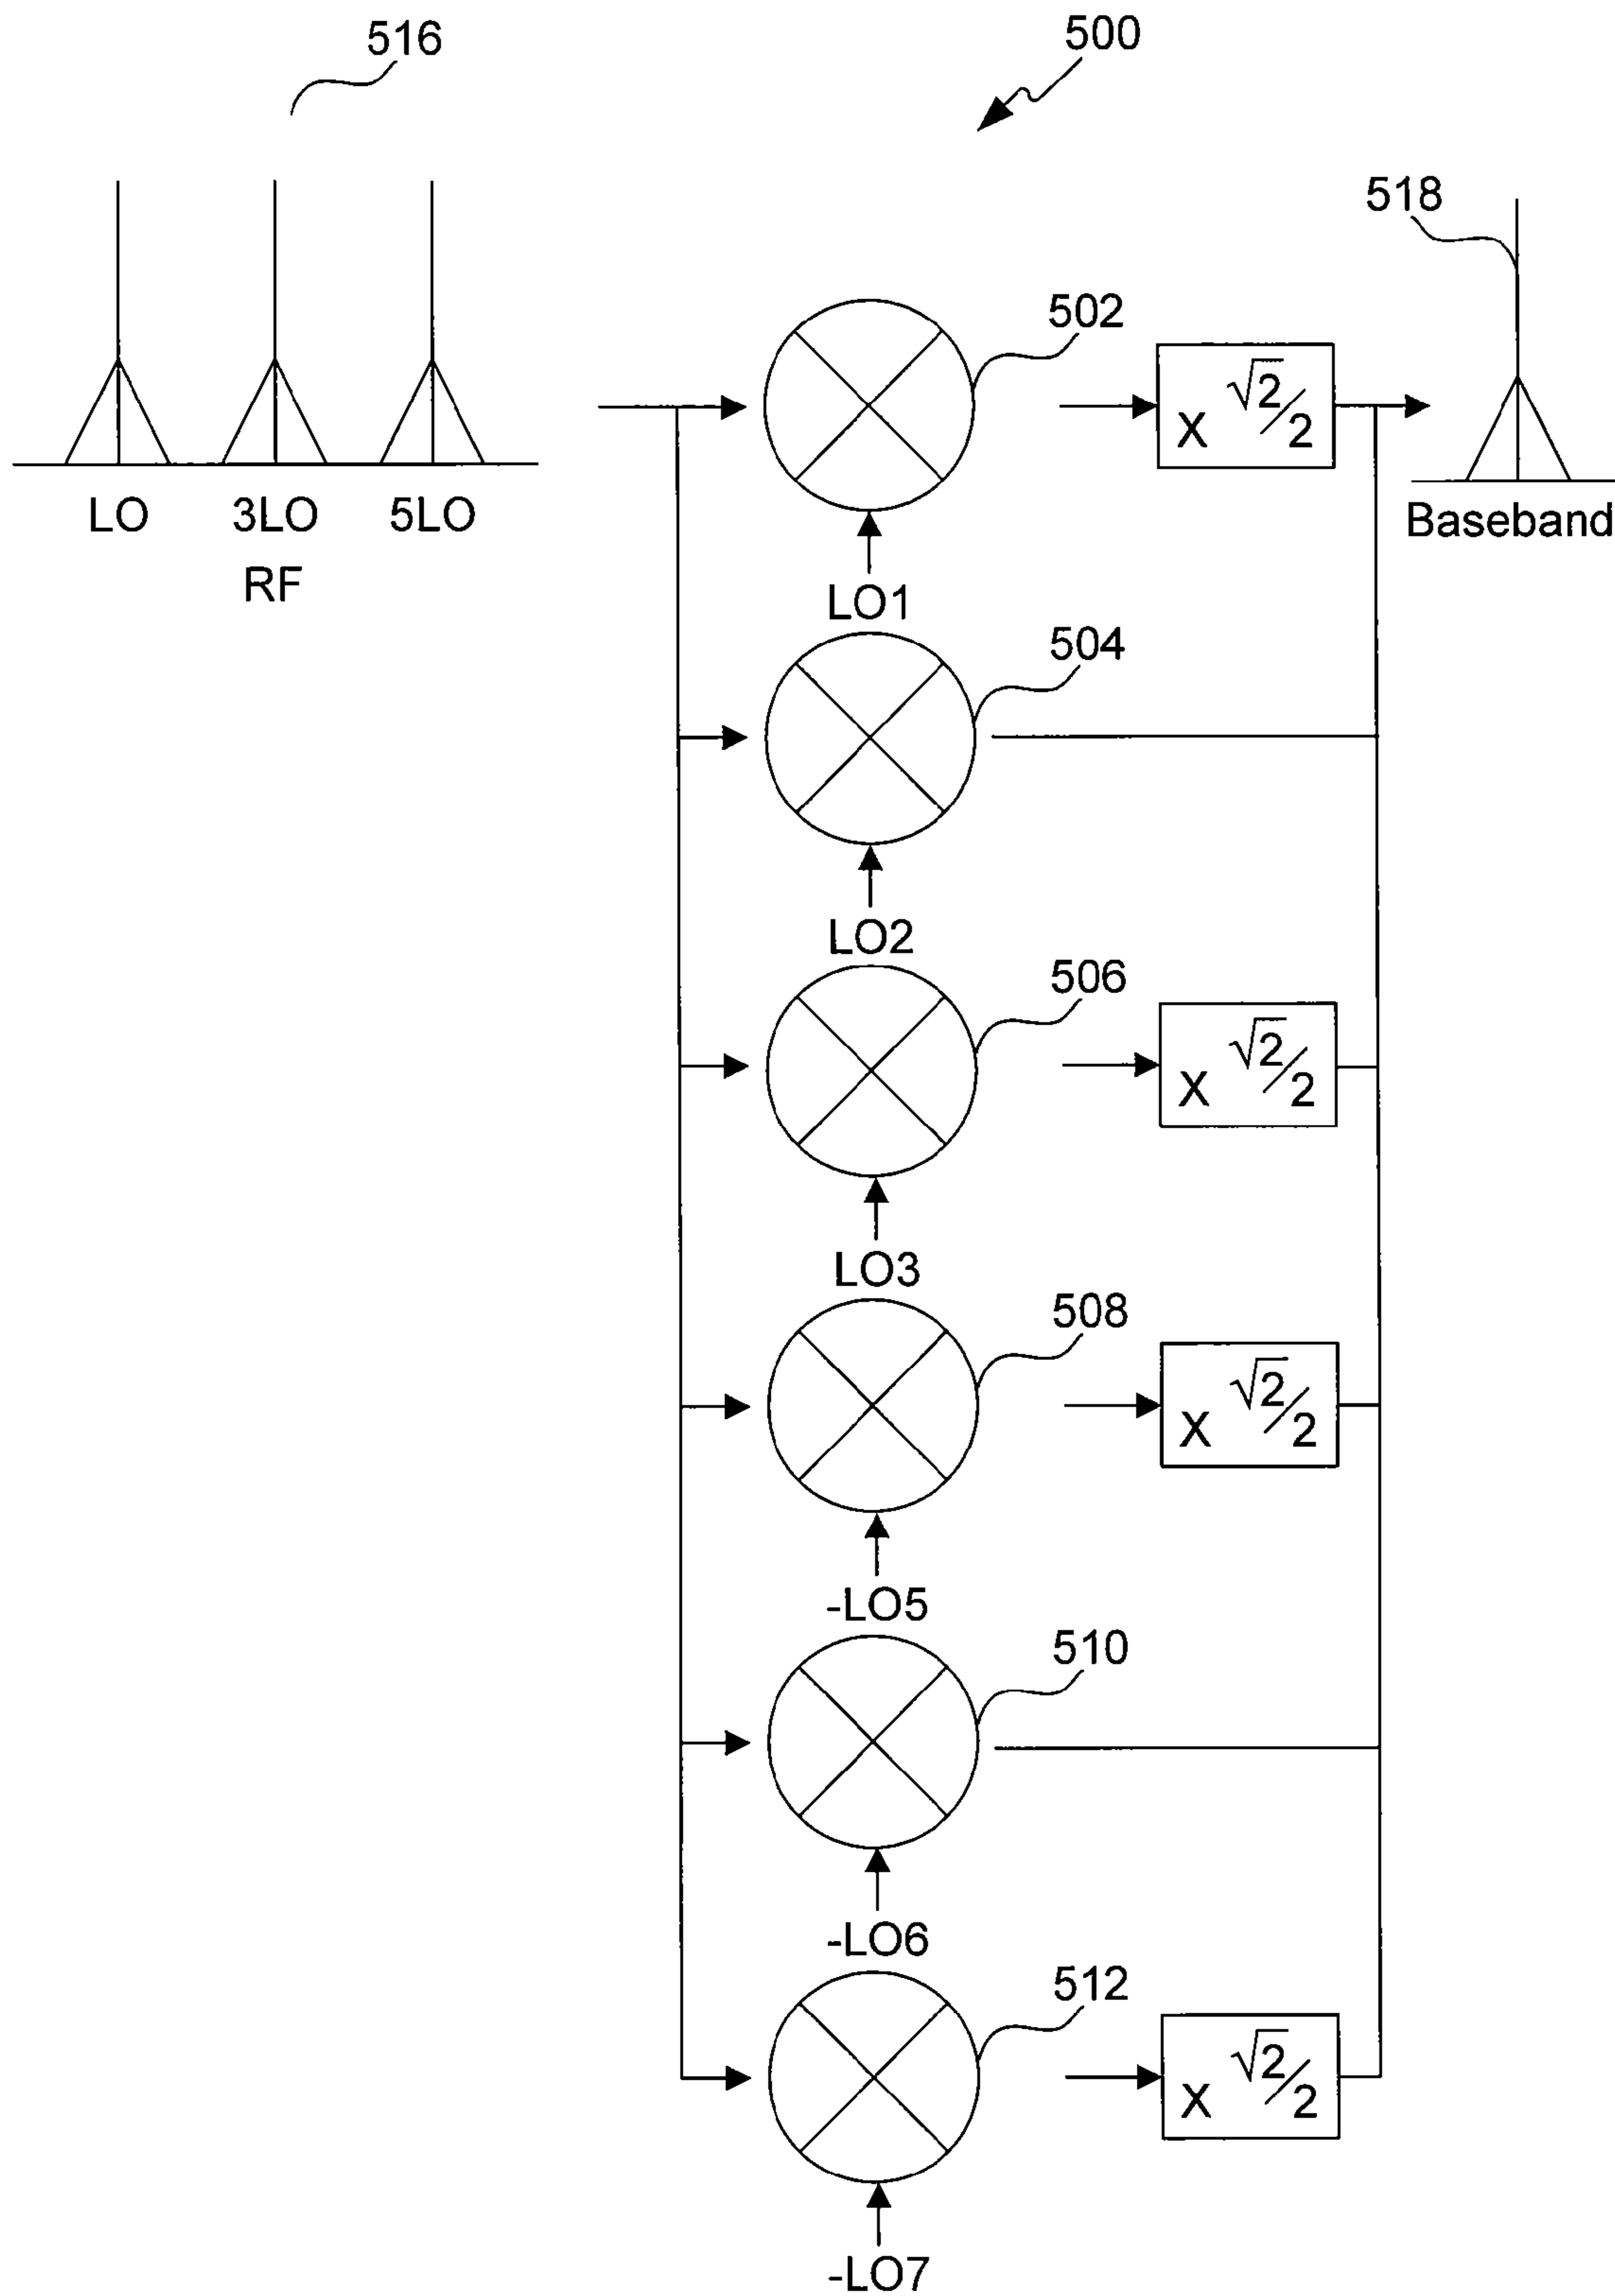 516
500
518
502
X √2/2
LO 3LO 5LO
RF
Baseband
LO1
504
LO2
506
X √2/2
LO3
508
X √2/2
-LO5
510
-LO6
512
X √2/2
-LO7